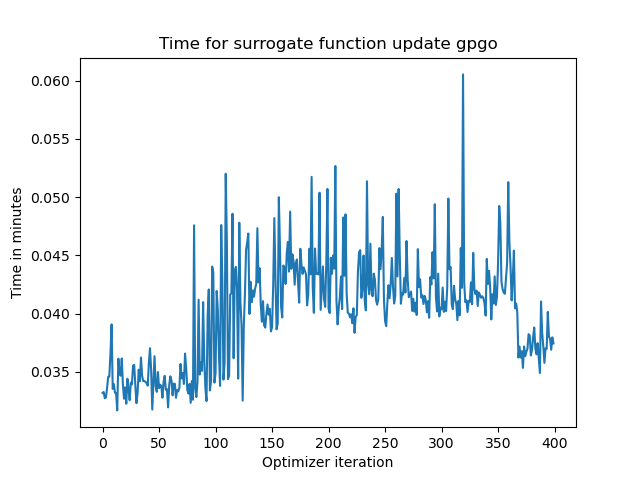 Time for surrogate function update gpgo
0.060
0.055
0.050
0.045
0.040
0.035
Time in minutes
0 50 100 150 200 250 300 350 400
Optimizer iteration